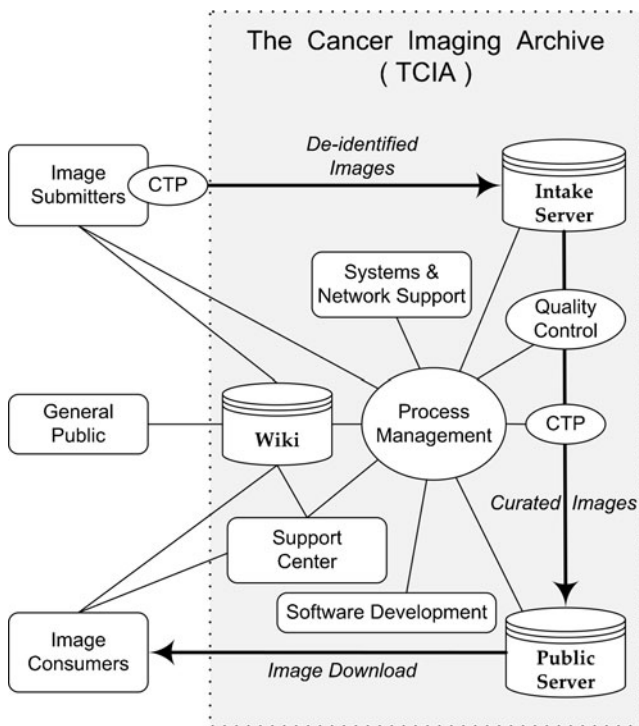 The Cancer Imaging Archive
( TCIA )
De-identified
Images
Image
Submitters
CTP
Intake
Server
Systems &
Network Support
Quality
Control
General
Public
Wiki
Process
Management
CTP
Curated Images
Support
Center
Software Development
Image
Consumers
Image Download
Public
Server